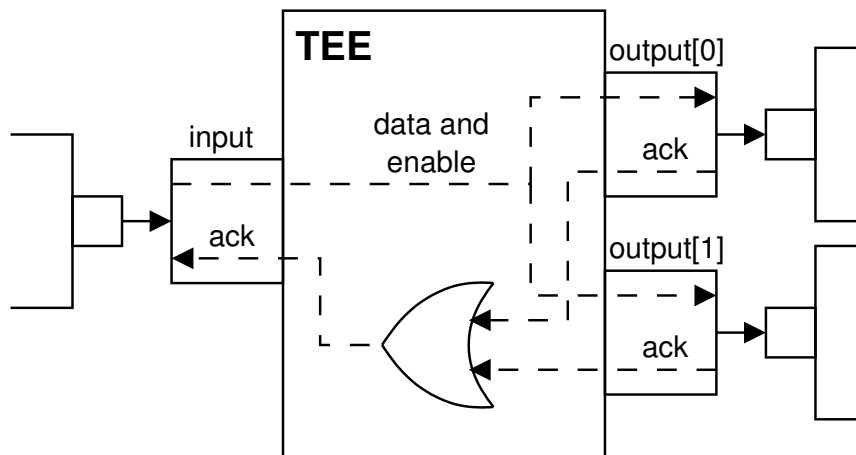 TEE
output[0]
input
data and
enable
ack
ack
output[1]
ack